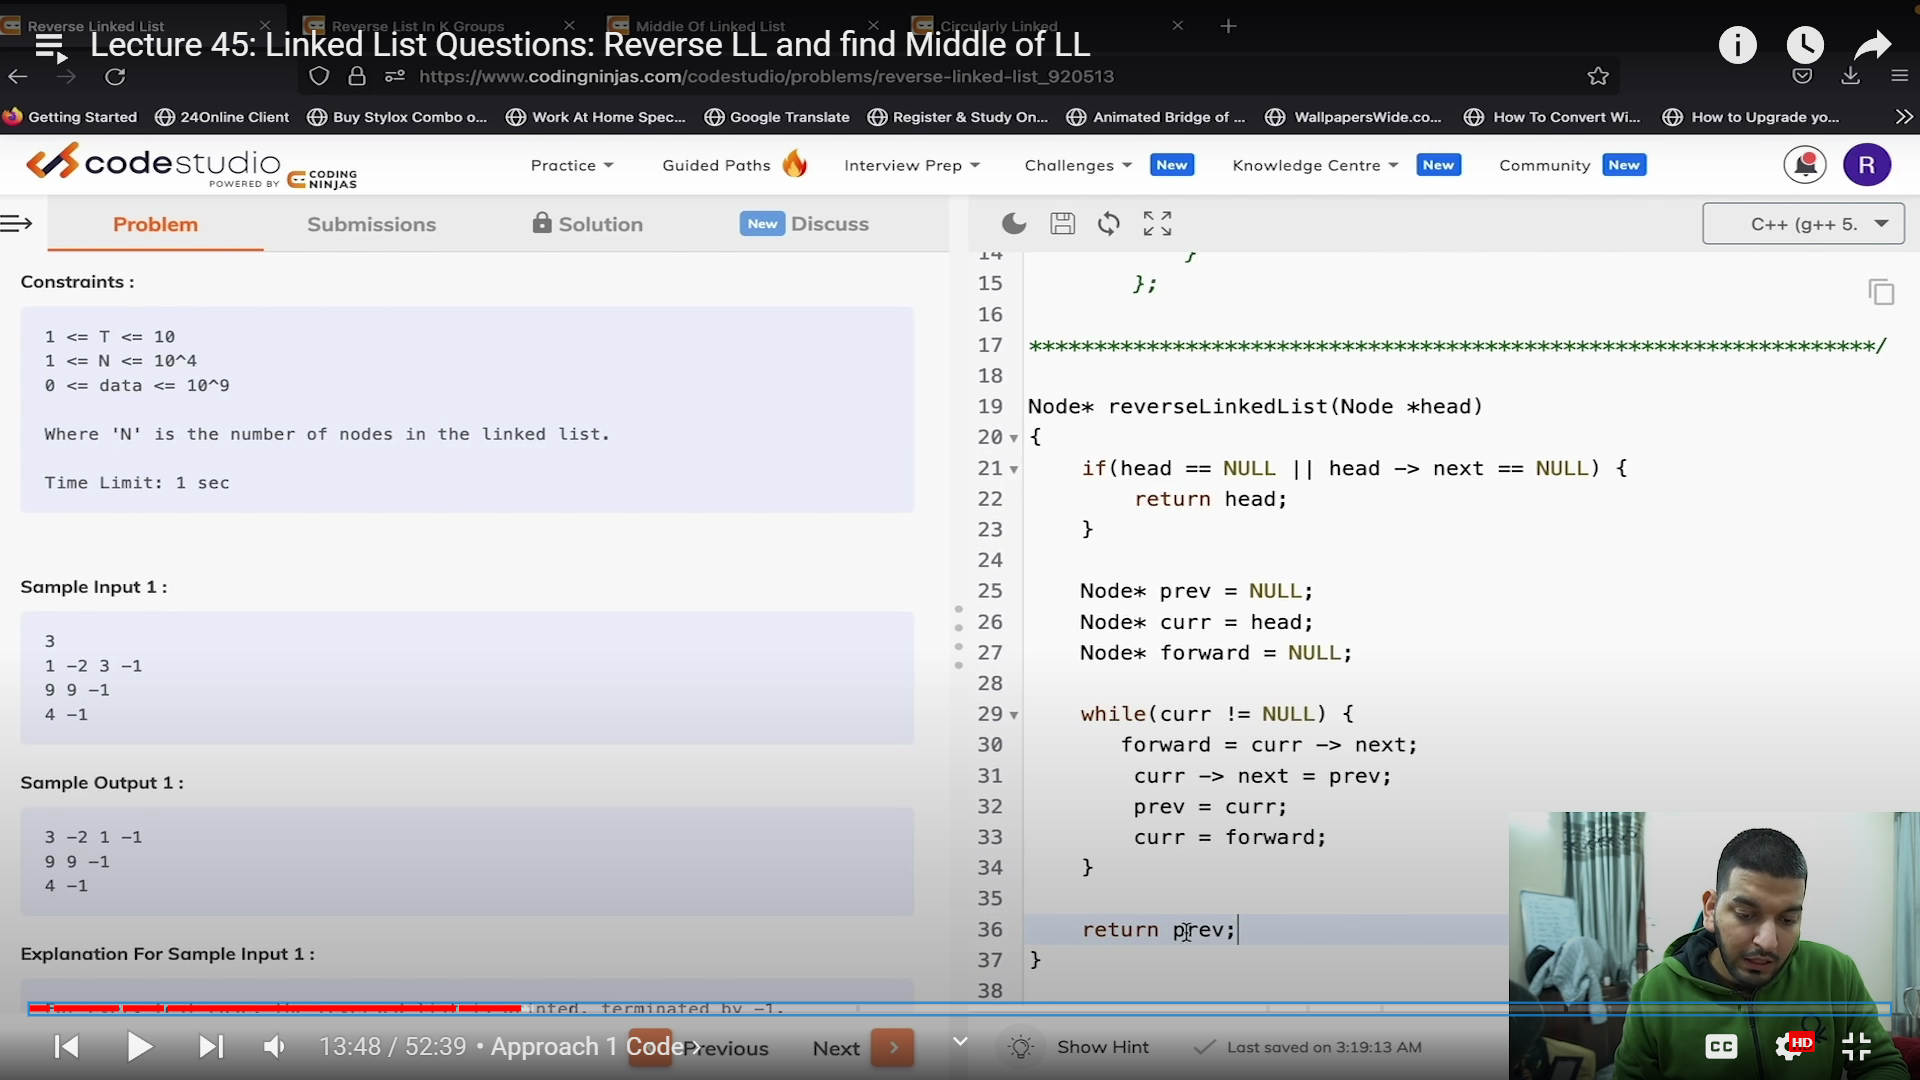 Reverse Linked List
Reverse List In K Groups
Middle Of Linked List
Circularly Linked
Lecture 45: Linked List Questions: Reverse LL and find Middle of LL
https://www.codingninjas.com/codestudio/problems/reverse-linked-list_920513
Getting Started
24Online Client
Buy Stylox Combo o...
Work At Home Spec...
Google Translate
Register & Study On...
Animated Bridge of ...
WallpapersWide.co...
How To Convert Wi...
How to Upgrade yo...
codestudio
POWERED BY CODING NINJAS
Practice
Guided Paths
Interview Prep
Challenges New
Knowledge Centre New
Community New
R
Problem
Submissions
Solution
New Discuss
C++ (g++ 5.
Constraints :
1 <= T <= 10
1 <= N <= 10^4
0 <= data <= 10^9
Where 'N' is the number of nodes in the linked list.
Time Limit: 1 sec
Sample Input 1 :
3
1 -2 3 -1
9 9 -1
4 -1
Sample Output 1 :
3 -2 1 -1
9 9 -1
4 -1
Explanation For Sample Input 1 :
inted, terminated by -1.
14 }
15 };
16
17 *****************************************************************/
18
19 Node* reverseLinkedList(Node *head)
20 {
21 if(head == NULL || head -> next == NULL) {
22 return head;
23 }
24
25 Node* prev = NULL;
26 Node* curr = head;
27 Node* forward = NULL;
28
29 while(curr != NULL) {
30 forward = curr -> next;
31 curr -> next = prev;
32 prev = curr;
33 curr = forward;
34 }
35
36 return prev;
37 }
38
13:48 / 52:39 • Approach 1 Code
Previous
Next
Show Hint
Last saved on 3:19:13 AM
CC
HD